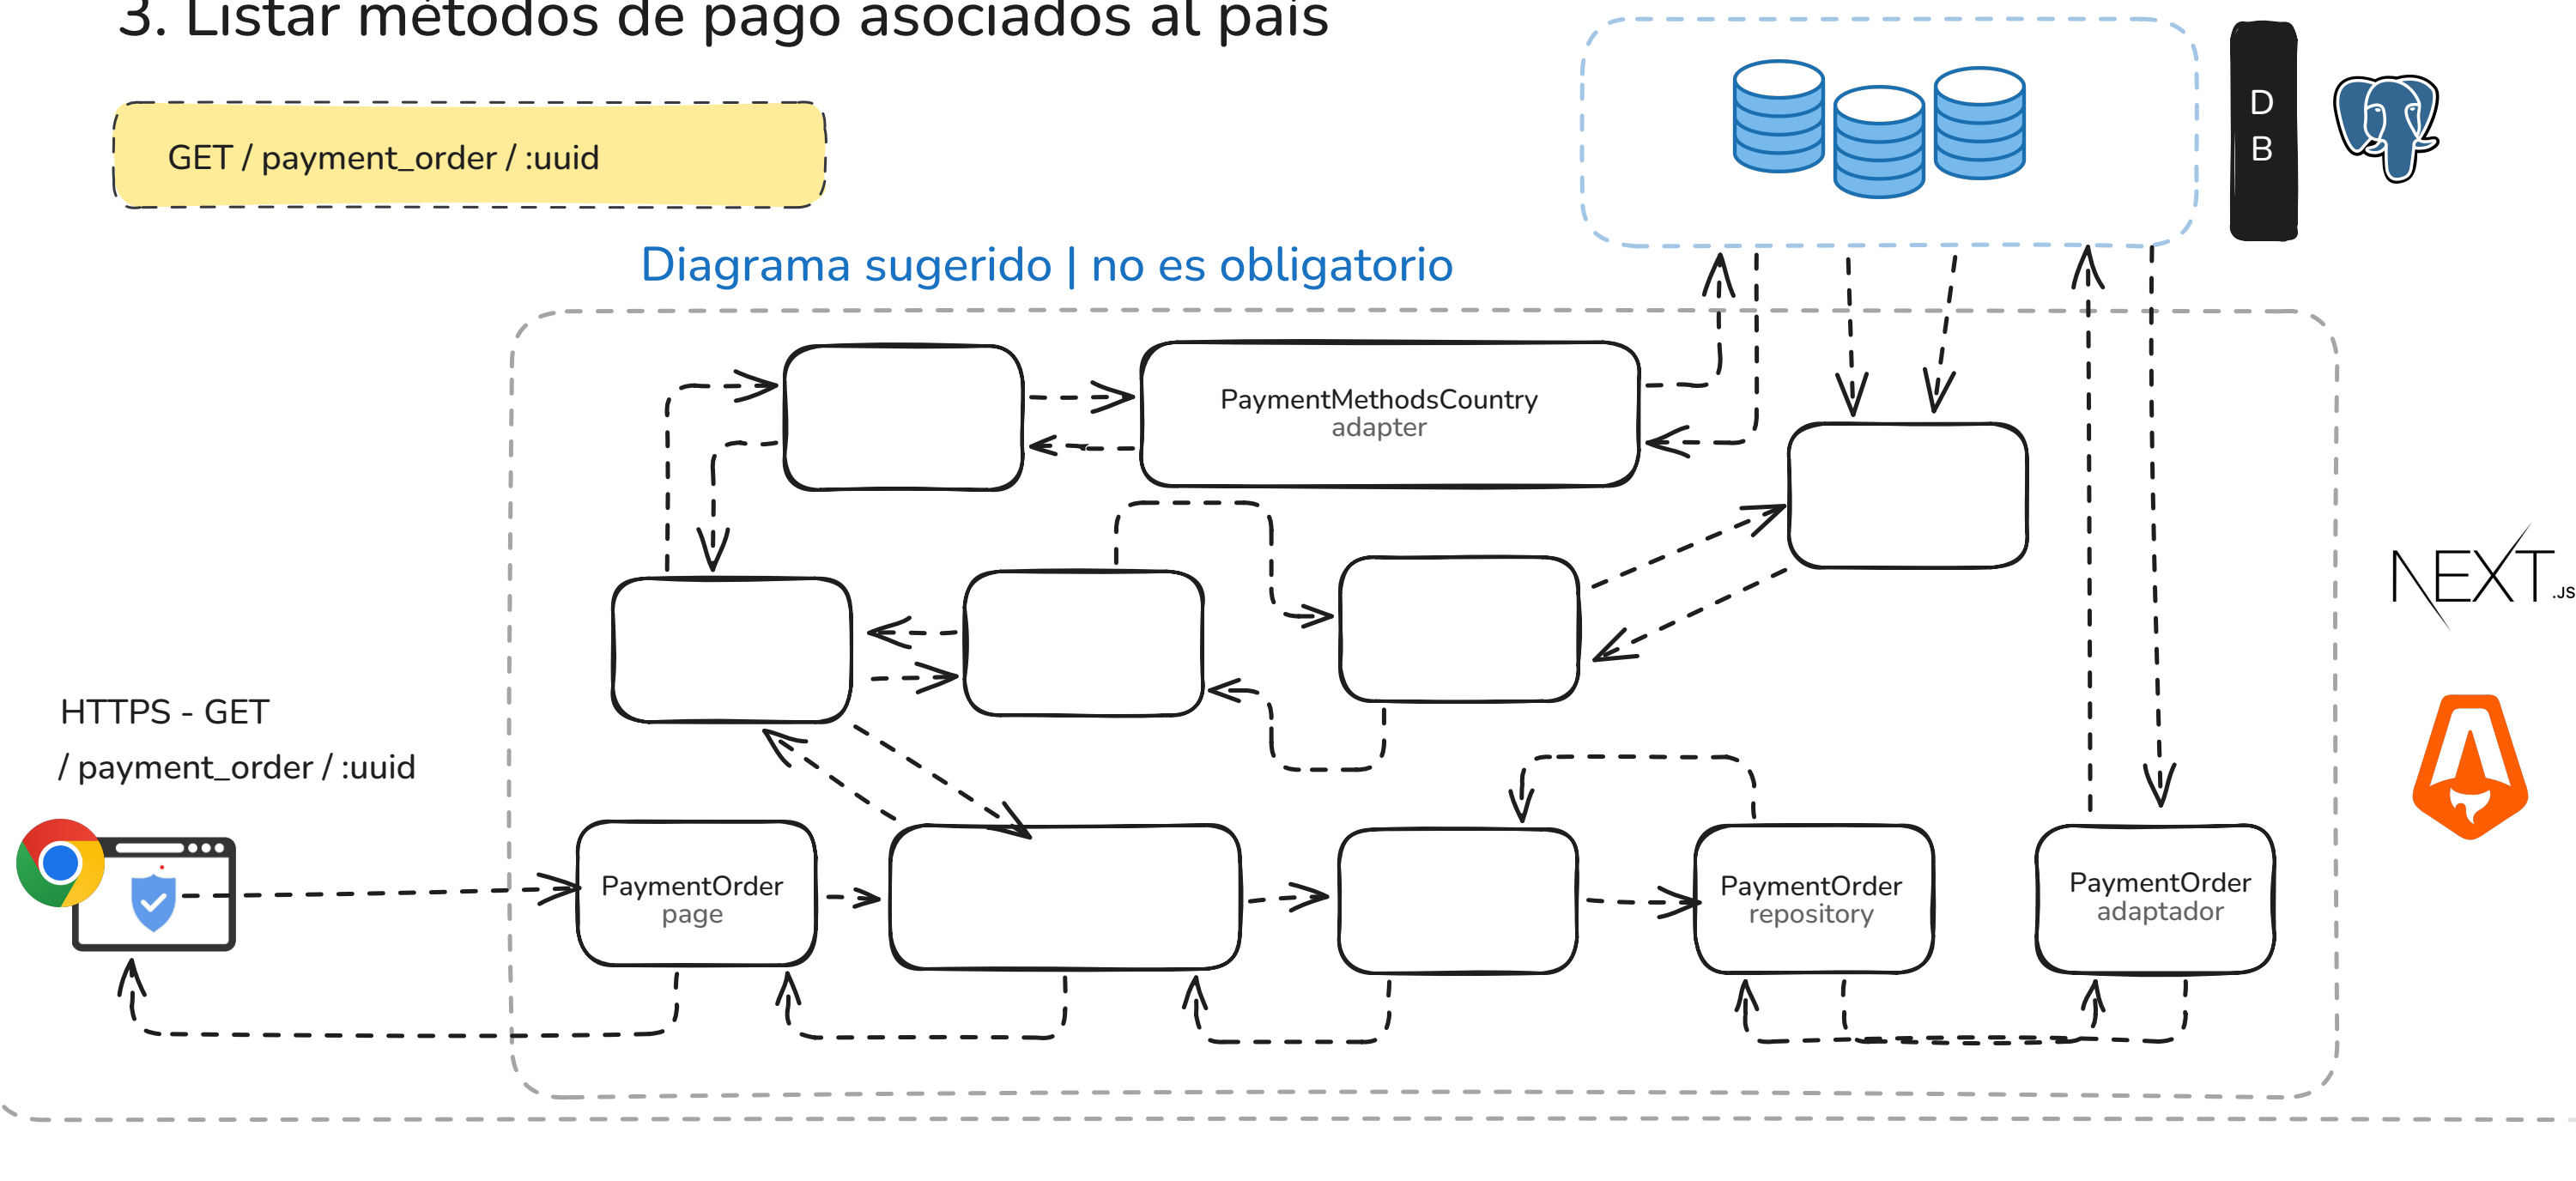 3. Listar métodos de pago asociados al país
GET / payment_order / :uuid
D
B
Diagrama sugerido | no es obligatorio
PaymentMethodsCountry
adapter
NEXT.JS
HTTPS - GET
/ payment_order / :uuid
PaymentOrder
page
PaymentOrder
repository
PaymentOrder
adaptador